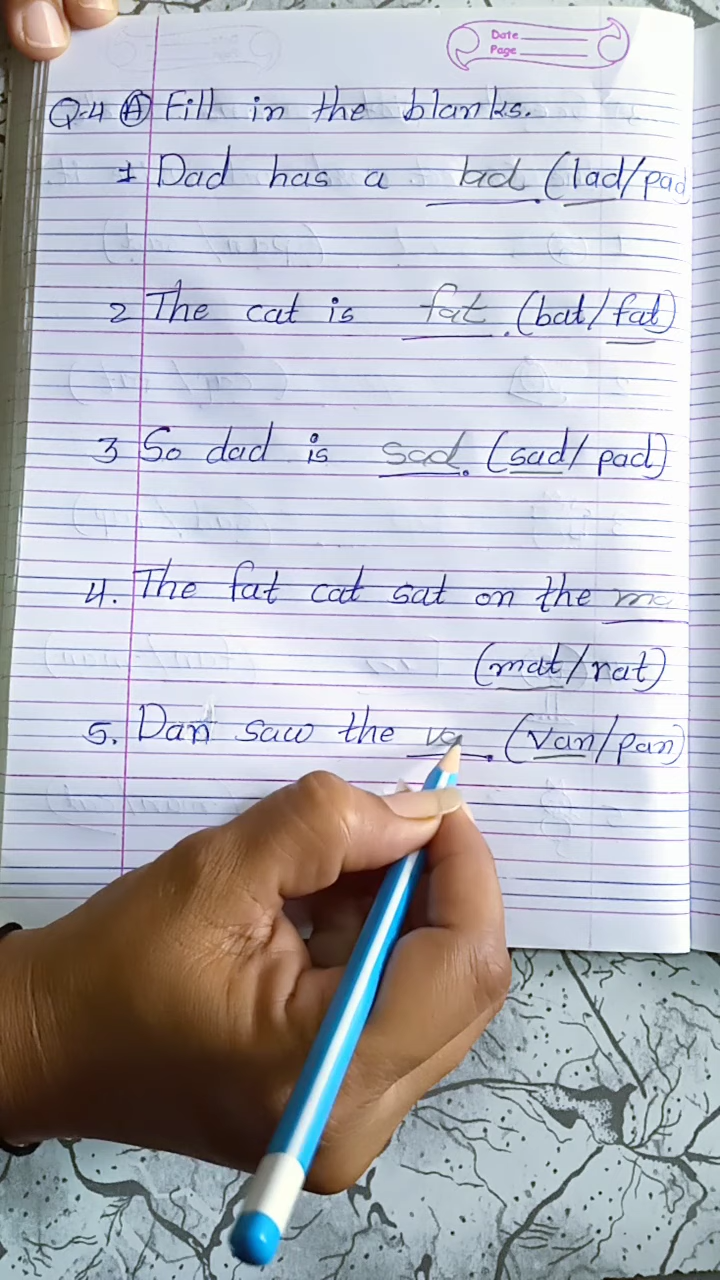 Date
Page
Q-4 A Fill in the blanks.
1 Dad has a lad. (lad/pad
2 The cat is fat. (bat/fat)
3 So dad is sad. (sad/pad)
4. The fat cat sat on the ma
(mat/rat)
5. Dan saw the va. (van/pan)